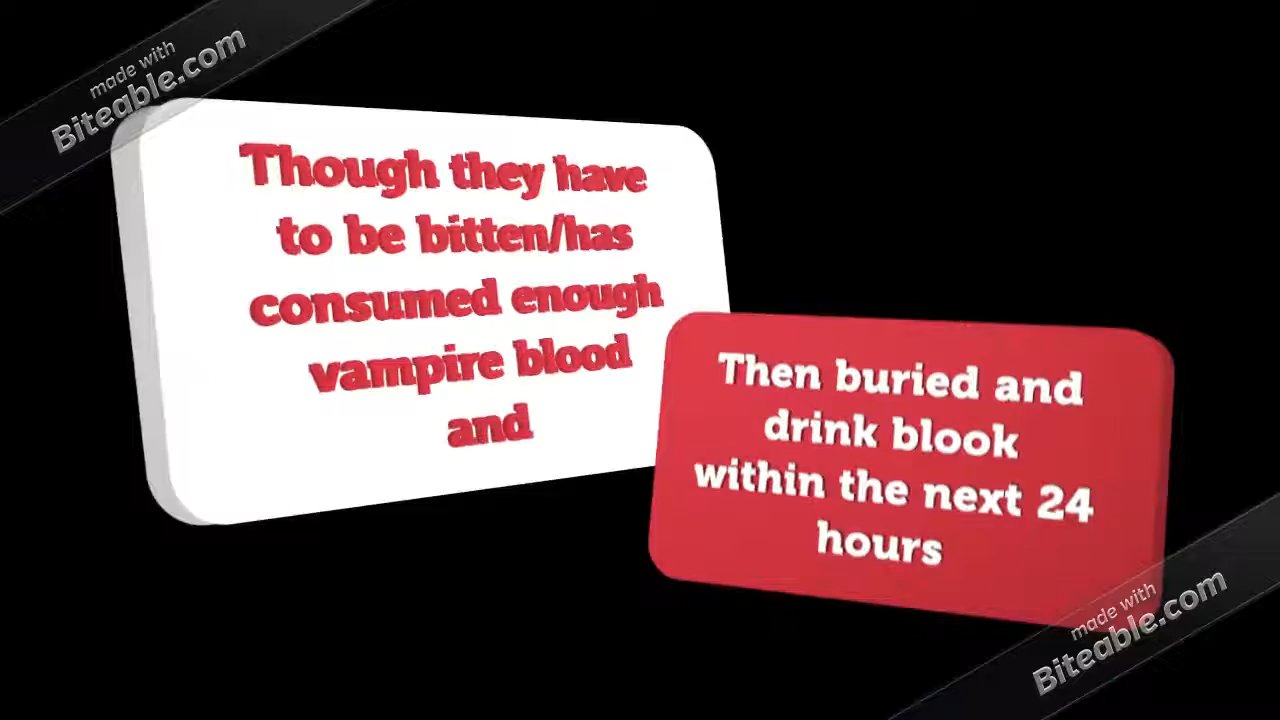 made with
Biteable.com
Though they have
to be bitten/has
consumed enough
vampire blood
and
Then buried and
drink blook
within the next 24
hours
made with
Biteable.com